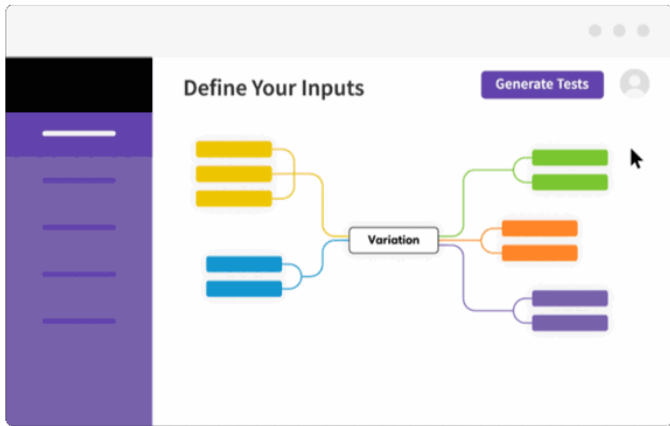 Define Your Inputs
Generate Tests
Variation